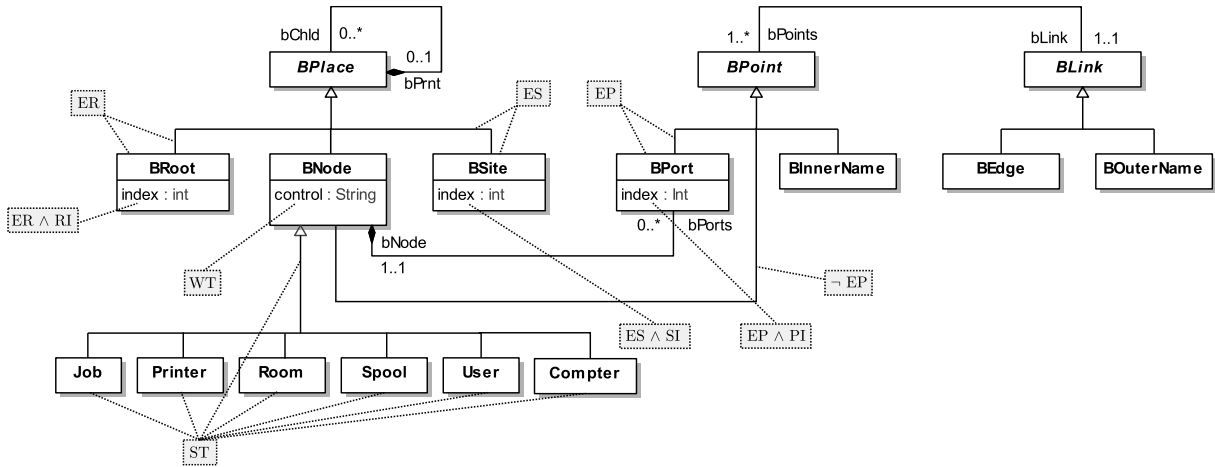 bChld
0..*
bPrnt
0..1
BPlace
1..*
bPoints
BPoint
bLink
1..1
BLink
ER
ES
EP
BRoot
index : int
BNode
control : String
BSite
index : int
BPort
index : Int
BInnerName
BEdge
BOuterName
ER ∧ RI
0..*
bPorts
bNode
1..1
WT
¬ EP
ES ∧ SI
EP ∧ PI
Job
Printer
Room
Spool
User
Compter
ST